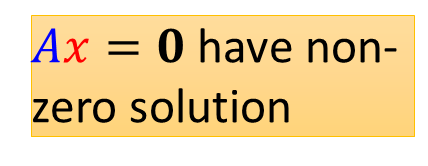 Ax = 0 have non-
zero solution